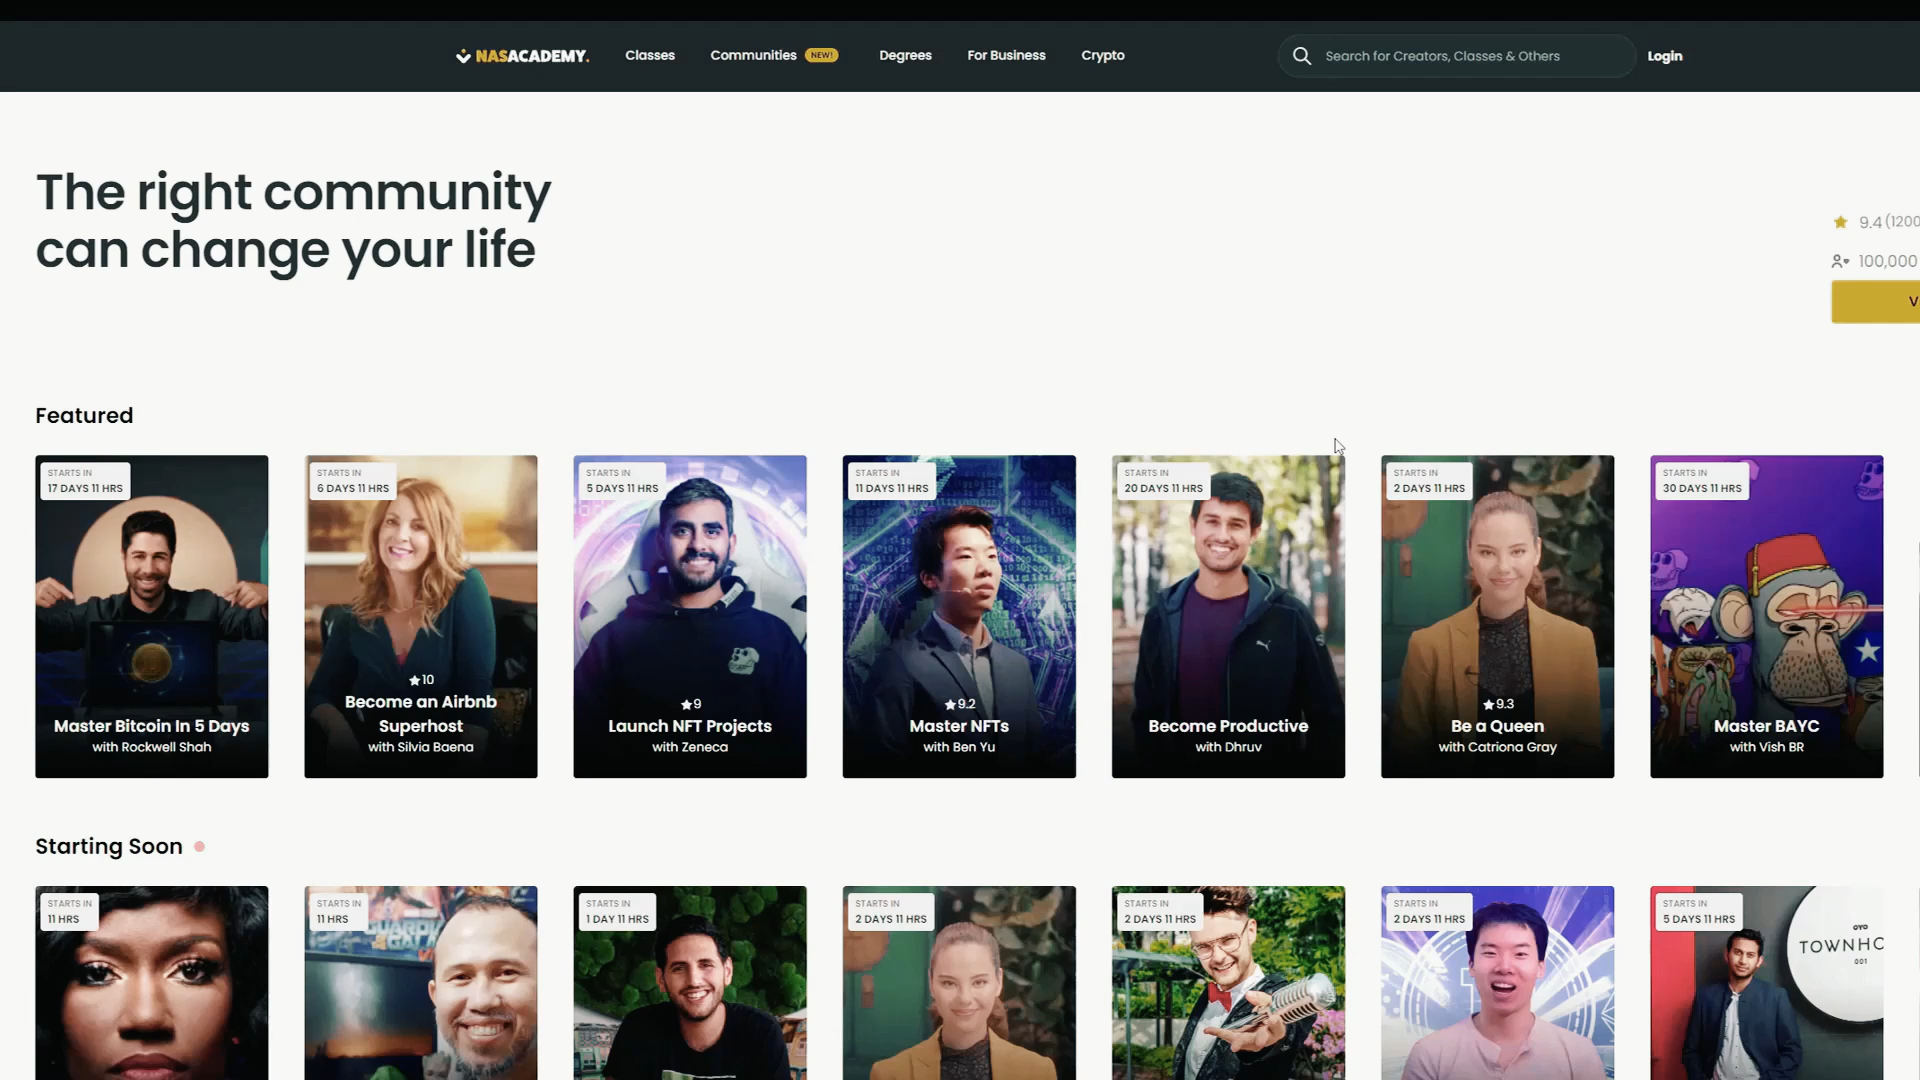 NASACADEMY.
Classes
Communities NEW!
Degrees
For Business
Crypto
Search for Creators, Classes & Others
Login
The right community
can change your life
9.4 (1200
100,000
V
Featured
STARTS IN
17 DAYS 11 HRS
Master Bitcoin In 5 Days
with Rockwell Shah
STARTS IN
6 DAYS 11 HRS
10
Become an Airbnb
Superhost
with Silvia Baena
STARTS IN
5 DAYS 11 HRS
9
Launch NFT Projects
with Zeneca
STARTS IN
11 DAYS 11 HRS
9.2
Master NFTs
with Ben Yu
STARTS IN
20 DAYS 11 HRS
Become Productive
with Dhruv
STARTS IN
2 DAYS 11 HRS
9.3
Be a Queen
with Catriona Gray
STARTS IN
30 DAYS 11 HRS
Master BAYC
with Vish BR
Starting Soon
STARTS IN
11 HRS
STARTS IN
11 HRS
STARTS IN
1 DAY 11 HRS
STARTS IN
2 DAYS 11 HRS
STARTS IN
2 DAYS 11 HRS
STARTS IN
2 DAYS 11 HRS
STARTS IN
5 DAYS 11 HRS
OYO
TOWNHO
001